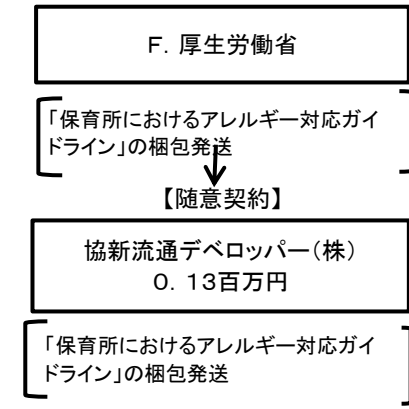 F．厚生労働省
「保育所におけるアレルギー対応ガイ
ドライン」の梱包発送
【随意契約】
協新流通デベロッパー（株）
０．１３百万円
「保育所におけるアレルギー対応ガイ
ドライン」の梱包発送